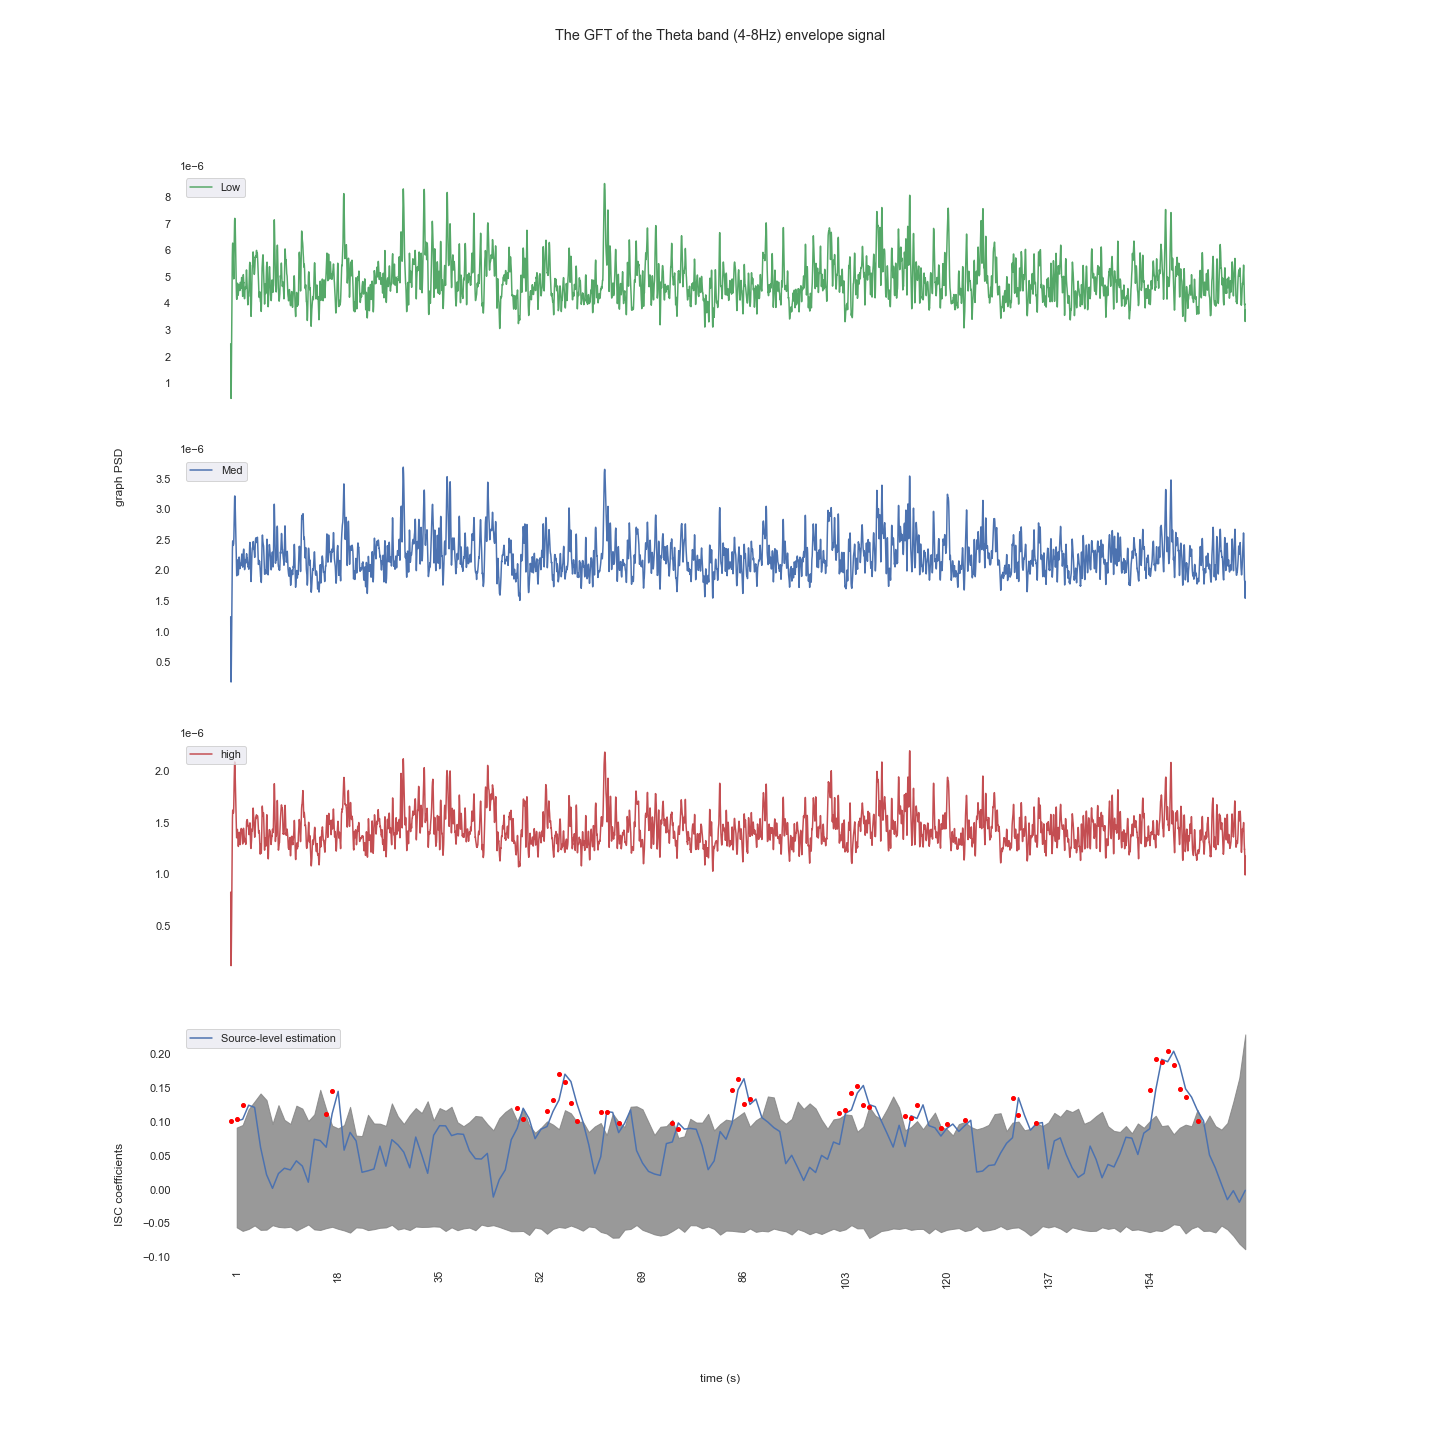 The GFT of the Theta band (4-8Hz) envelope signal
1e−6
Low
8
7
6
5
4
3
2
1
graph PSD
1e−6
Med
3.5
3.0
2.5
2.0
1.5
1.0
0.5
1e−6
high
2.0
1.5
1.0
0.5
ISC coefficients
Source-level estimation
0.20
0.15
0.10
0.05
0.00
−0.05
−0.10
1 18 35 52 69 86 103 120 137 154
time (s)